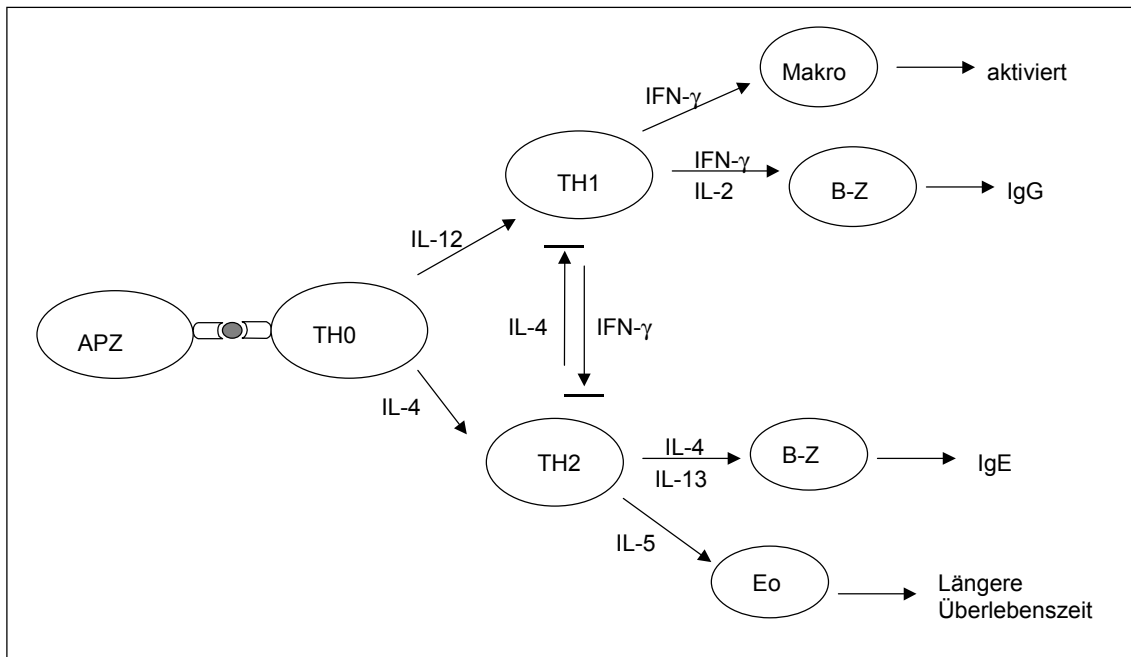 Makro
aktiviert
IFN-γ
TH1
IFN-γ
IL-2
B-Z
IgG
IL-12
APZ
TH0
IL-4
IFN-γ
IL-4
TH2
IL-4
IL-13
B-Z
IgE
IL-5
Eo
Längere
Überlebenszeit